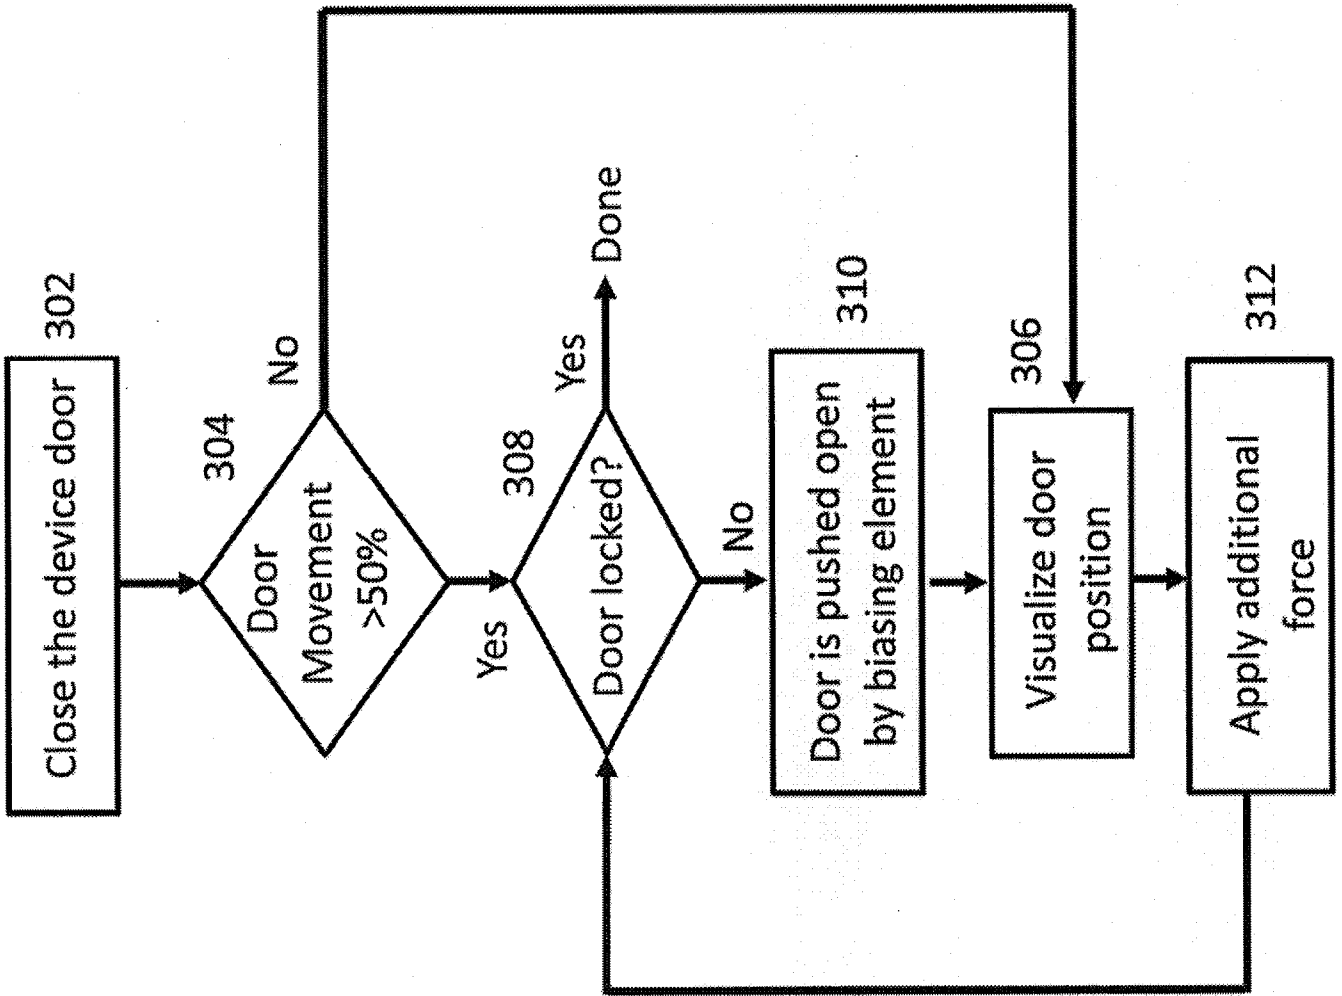 Close the device door
302
304
Door
Movement
>50%
No
Yes
308
Door locked?
Yes
Done
No
310
Door is pushed open
by biasing element
306
Visualize door
position
312
Apply additional
force